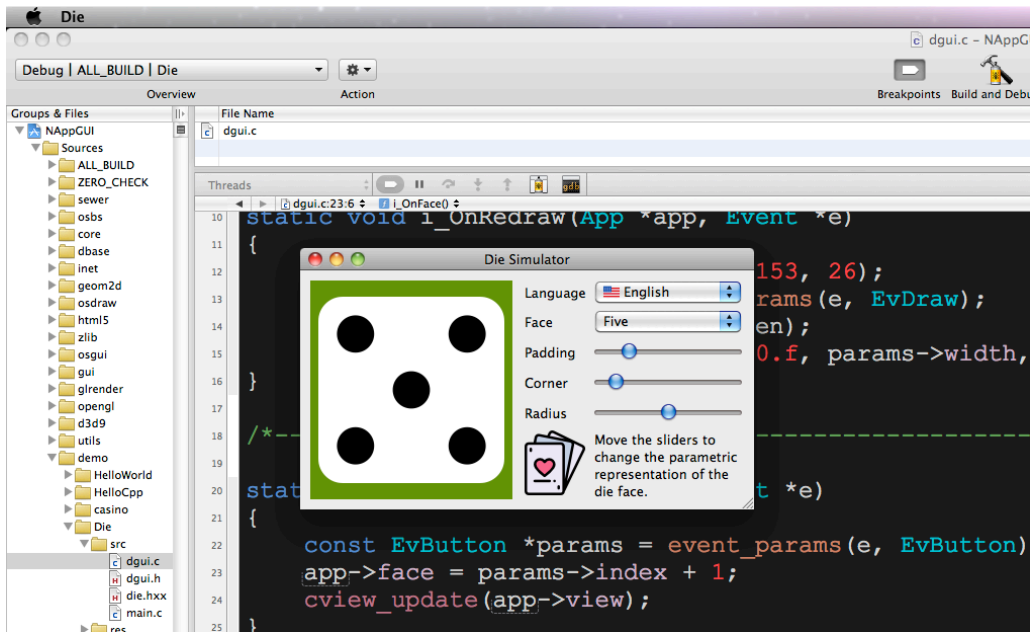 Die
dgui.c – NAppG
Debug | ALL_BUILD | Die
Overview
Action
Breakpoints
Build and Debu
Groups & Files
File Name
NAppGUI
dgui.c
Sources
ALL_BUILD
ZERO_CHECK
sewer
osbs
core
dbase
inet
geom2d
osdraw
html5
zlib
osgui
gui
glrender
opengl
d3d9
utils
demo
HelloWorld
HelloCpp
casino
Die
src
dgui.c
dgui.h
die.hxx
main.c
res
Threads
gdb
dgui.c:23:6
i_OnFace()
10 static void i_OnRedraw(App *app, Event *e)
11 {
12 153, 26);
13 rams(e, EvDraw);
14 en);
15 0.f, params->width,
16 }
17
18 /*--
19
20 stat t *e)
21 {
22 const EvButton *params = event_params(e, EvButton)
23 app->face = params->index + 1;
24 cview_update(app->view);
25 }
Die Simulator
Language English
Face Five
Padding
Corner
Radius
Move the sliders to
change the parametric
representation of the
die face.